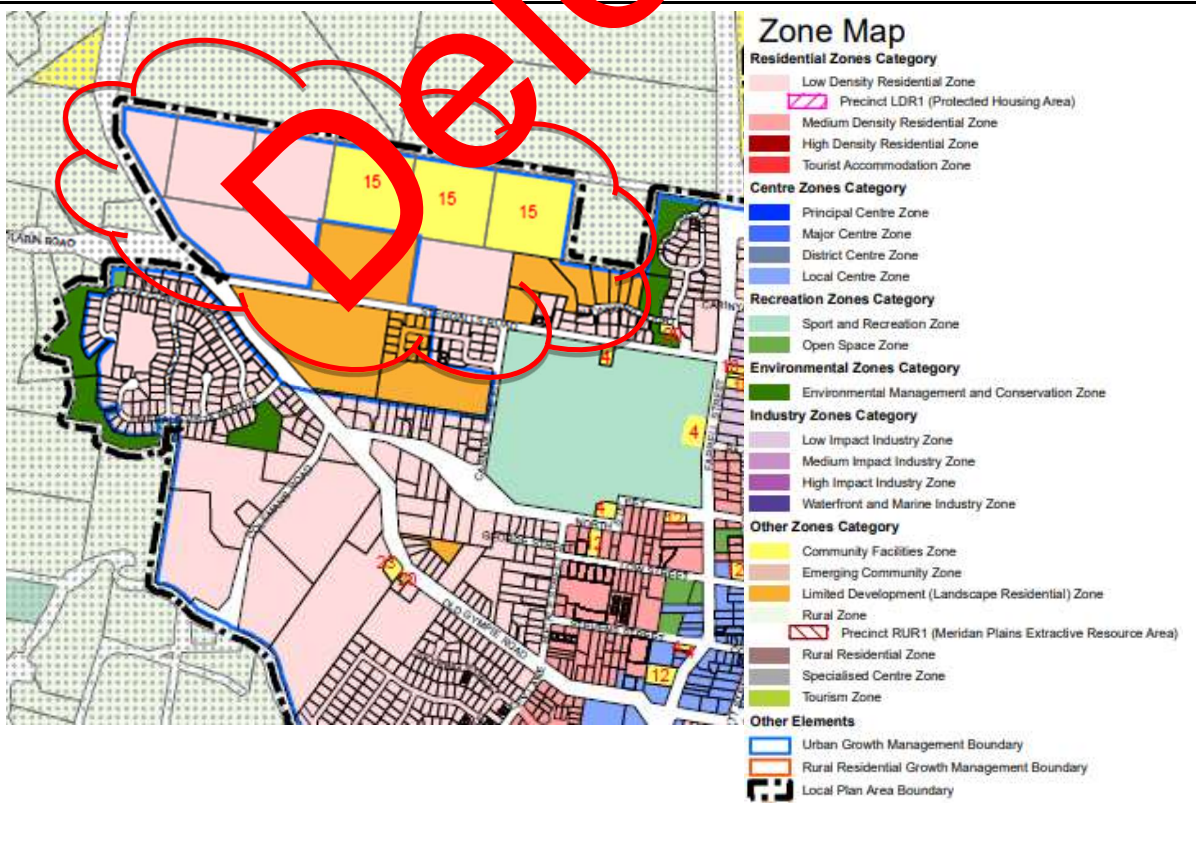 Dele
Zone Map
Residential Zones Category
Low Density Residential Zone
Precinct LDR1 (Protected Housing Area)
Medium Density Residential Zone
High Density Residential Zone
Tourist Accommodation Zone
Centre Zones Category
Principal Centre Zone
Major Centre Zone
District Centre Zone
Local Centre Zone
Recreation Zones Category
Sport and Recreation Zone
Open Space Zone
Environmental Zones Category
Environmental Management and Conservation Zone
Industry Zones Category
Low Impact Industry Zone
Medium Impact Industry Zone
High Impact Industry Zone
Waterfront and Marine Industry Zone
Other Zones Category
Community Facilities Zone
Emerging Community Zone
Limited Development (Landscape Residential) Zone
Rural Zone
Precinct RUR1 (Meridan Plains Extractive Resource Area)
Rural Residential Zone
Specialised Centre Zone
Tourism Zone
Other Elements
Urban Growth Management Boundary
Rural Residential Growth Management Boundary
Local Plan Area Boundary
15
15
15
ROAD
4
4
NORTH
STREET
OLD GYMPIE ROAD
12